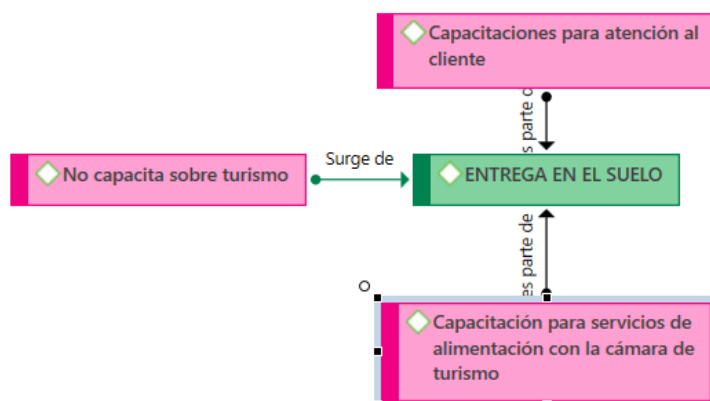 Capacitaciones para atención al
cliente
s parte
Surge de
No capacita sobre turismo
ENTREGA EN EL SUELO
es parte de
Capacitación para servicios de
alimentación con la cámara de
turismo